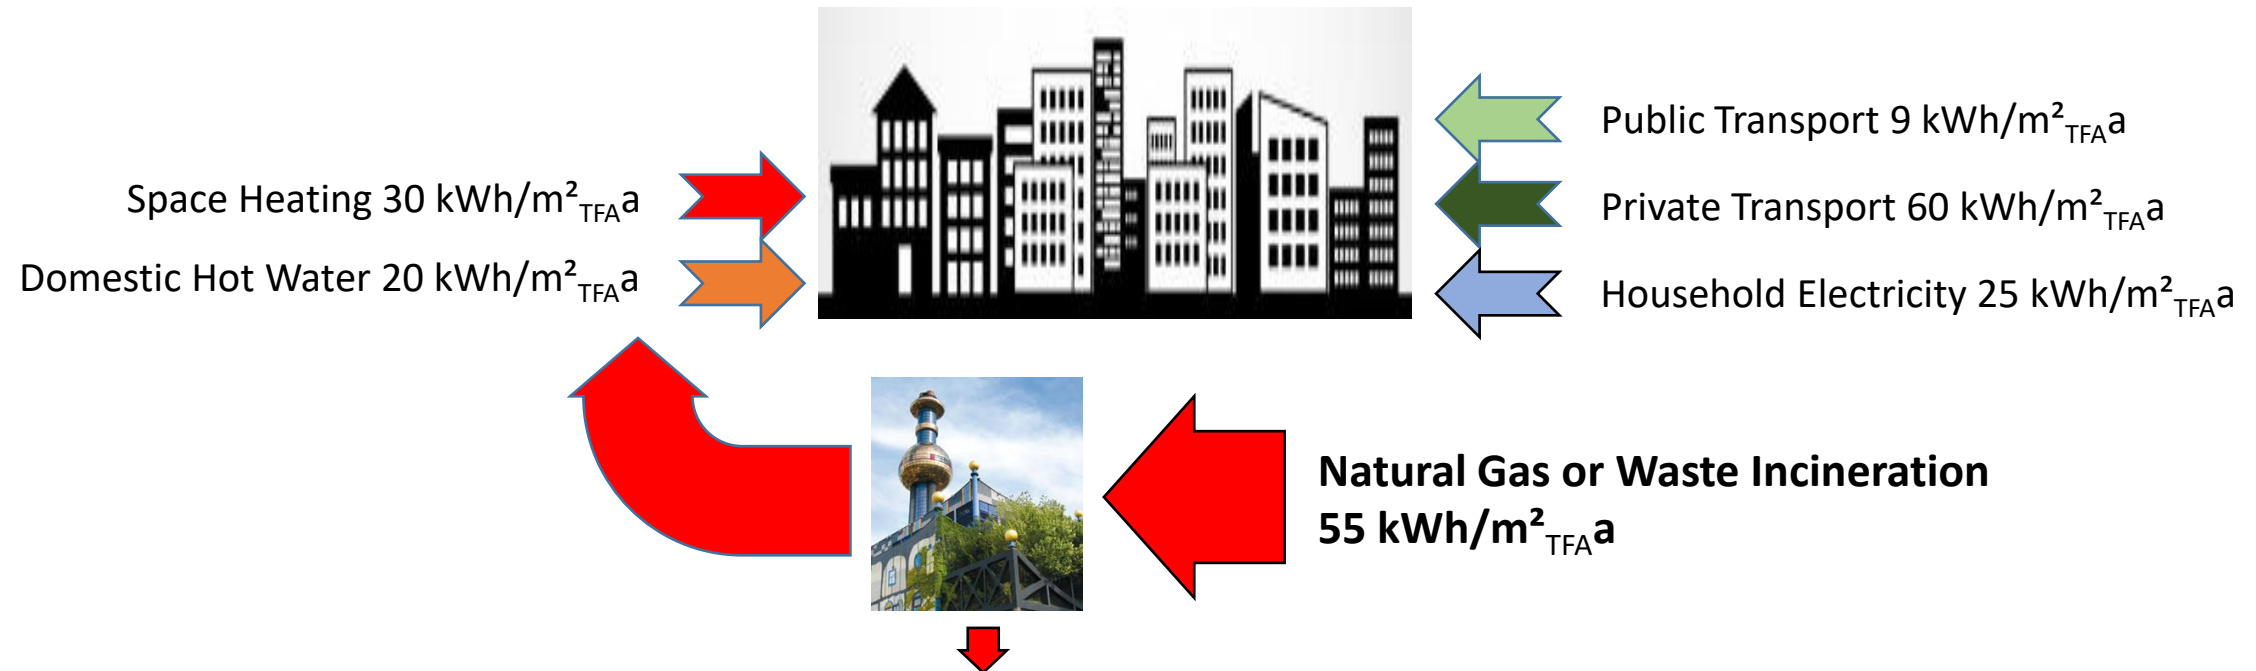 Public Transport 9 kWh/m²TFAa
Space Heating 30 kWh/m²TFAa
Private Transport 60 kWh/m²TFAa
Domestic Hot Water 20 kWh/m²TFAa
Household Electricity 25 kWh/m²TFAa
Natural Gas or Waste Incineration
55 kWh/m²TFAa